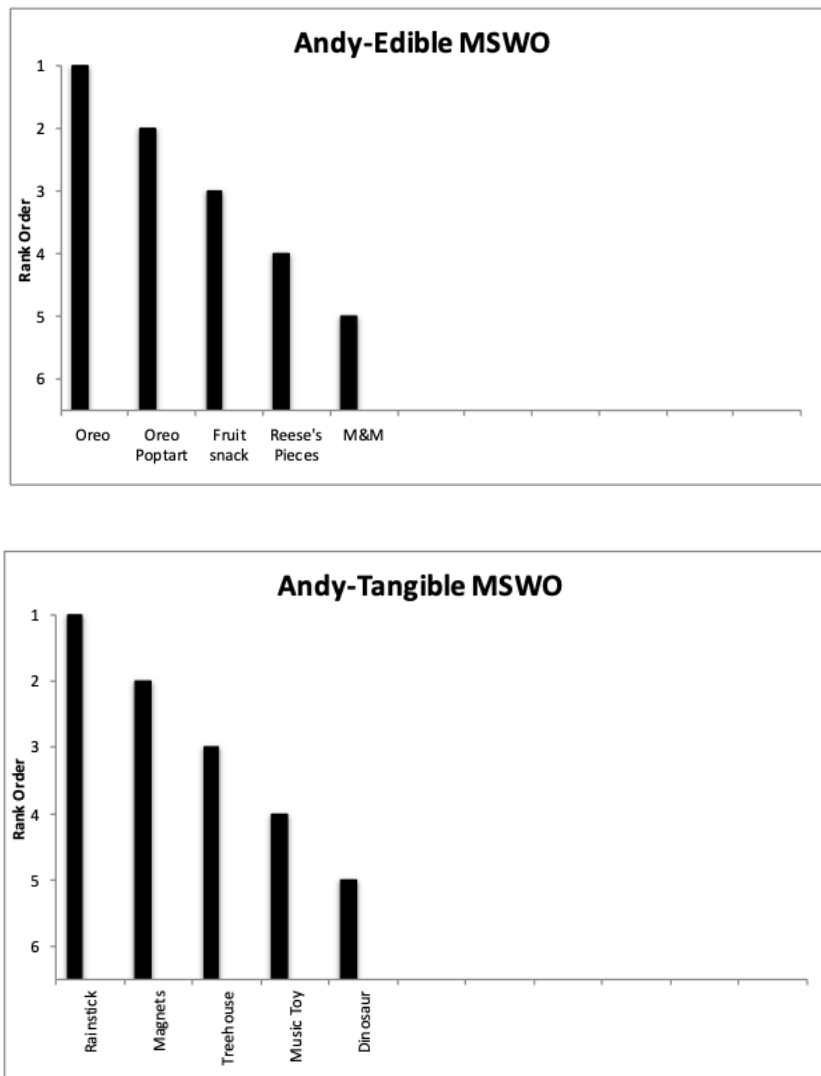 Andy-Edible MSWO
1
2
3
4
5
6
Rank Order
Oreo
Oreo
Poptart
Fruit
snack
Reese's
Pieces
M&M
Andy-Tangible MSWO
1
2
3
4
5
6
Rank Order
Rainstick
Magnets
Treehouse
Music Toy
Dinosaur